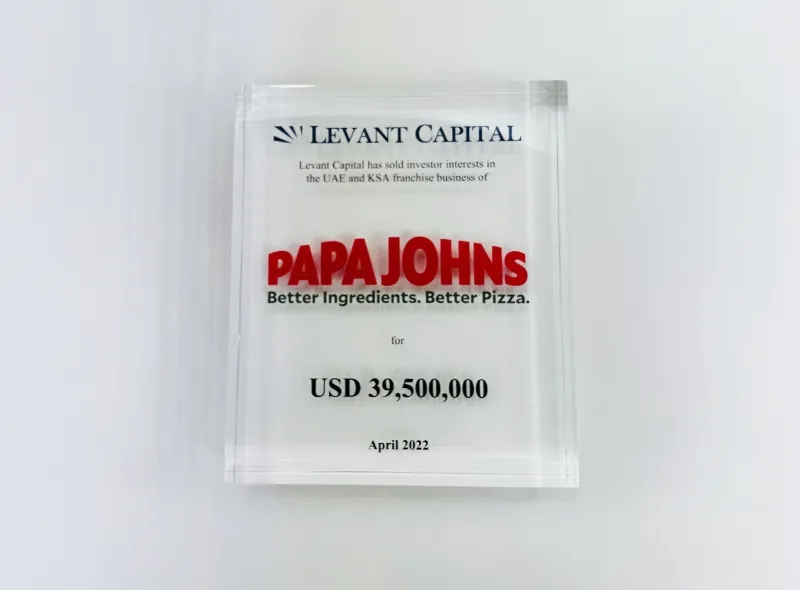 LEVANT CAPITAL
Levant Capital has sold investor interests in
the UAE and KSA franchise business of
PAPA JOHNS
Better Ingredients. Better Pizza.
for
USD 39,500,000
April 2022